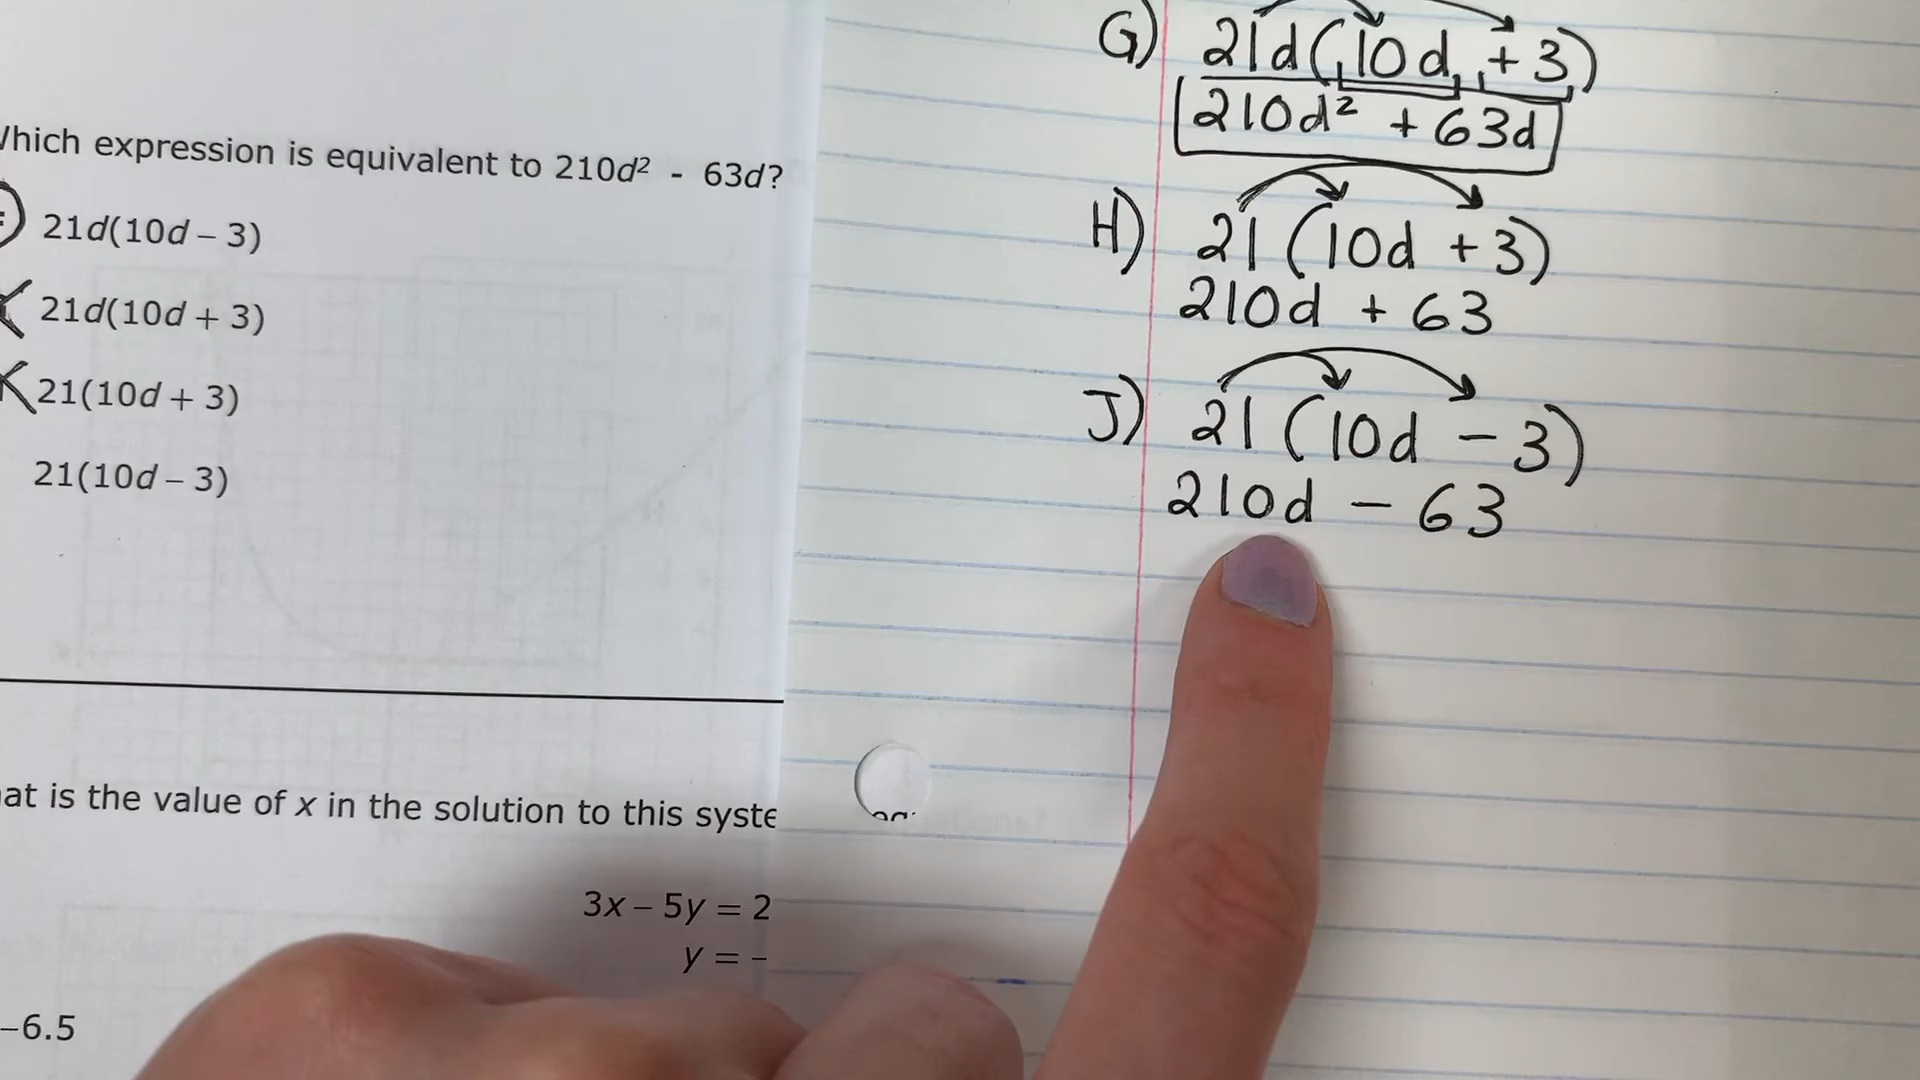 Which expression is equivalent to 210d² - 63d?
21d(10d – 3)
21d(10d + 3)
21(10d + 3)
21(10d – 3)
at is the value of x in the solution to this syste
3x – 5y = 2
y = –
–6.5
G) 21d(10d + 3)
210d² + 63d
H) 21(10d + 3)
210d + 63
J) 21(10d – 3)
210d – 63